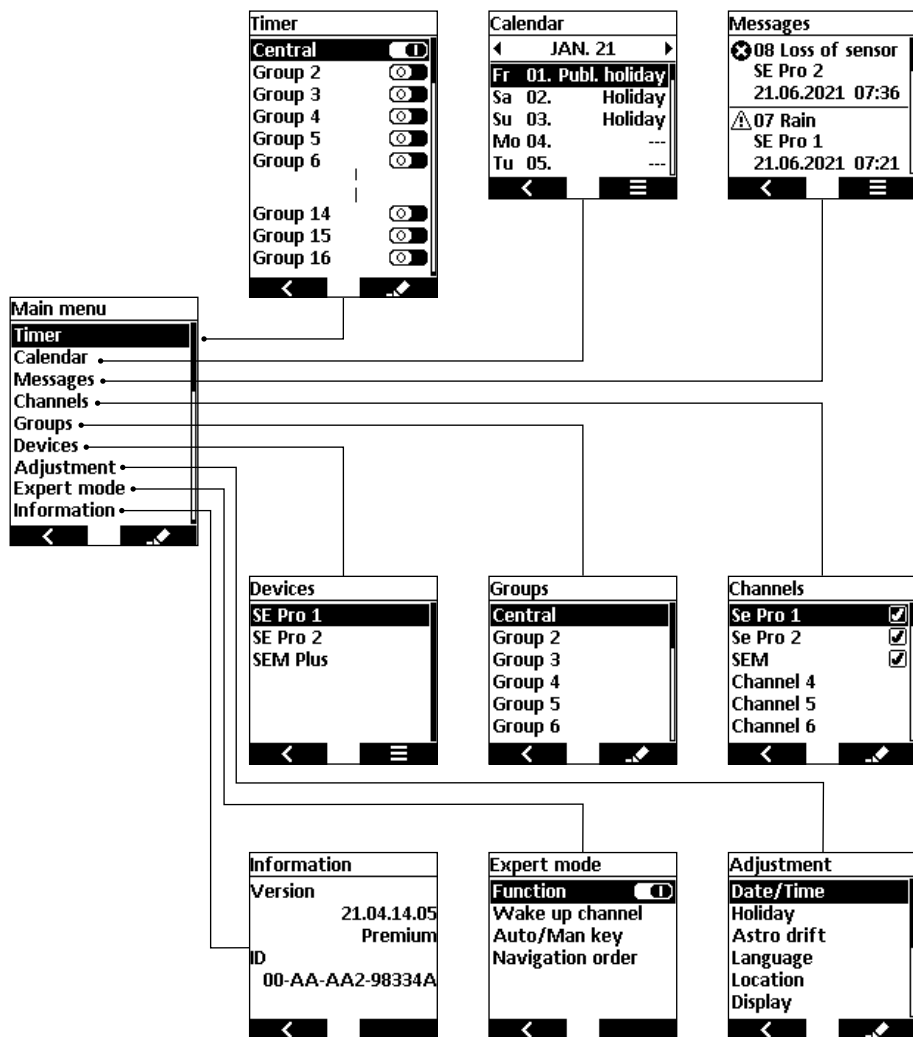 Timer
Central
Group 2
Group 3
Group 4
Group 5
Group 6
Group 14
Group 15
Group 16
Calendar
JAN. 21
Fr 01. Publ. holiday
Sa 02. Holiday
Su 03. Holiday
Mo 04. ---
Tu 05. ---
Messages
08 Loss of sensor
SE Pro 2
21.06.2021 07:36
07 Rain
SE Pro 1
21.06.2021 07:21
Main menu
Timer
Calendar
Messages
Channels
Groups
Devices
Adjustment
Expert mode
Information
Devices
SE Pro 1
SE Pro 2
SEM Plus
Groups
Central
Group 2
Group 3
Group 4
Group 5
Group 6
Channels
Se Pro 1
Se Pro 2
SEM
Channel 4
Channel 5
Channel 6
Information
Version
21.04.14.05
Premium
ID
00-AA-AA2-98334A
Expert mode
Function
Wake up channel
Auto/Man key
Navigation order
Adjustment
Date/Time
Holiday
Astro drift
Language
Location
Display